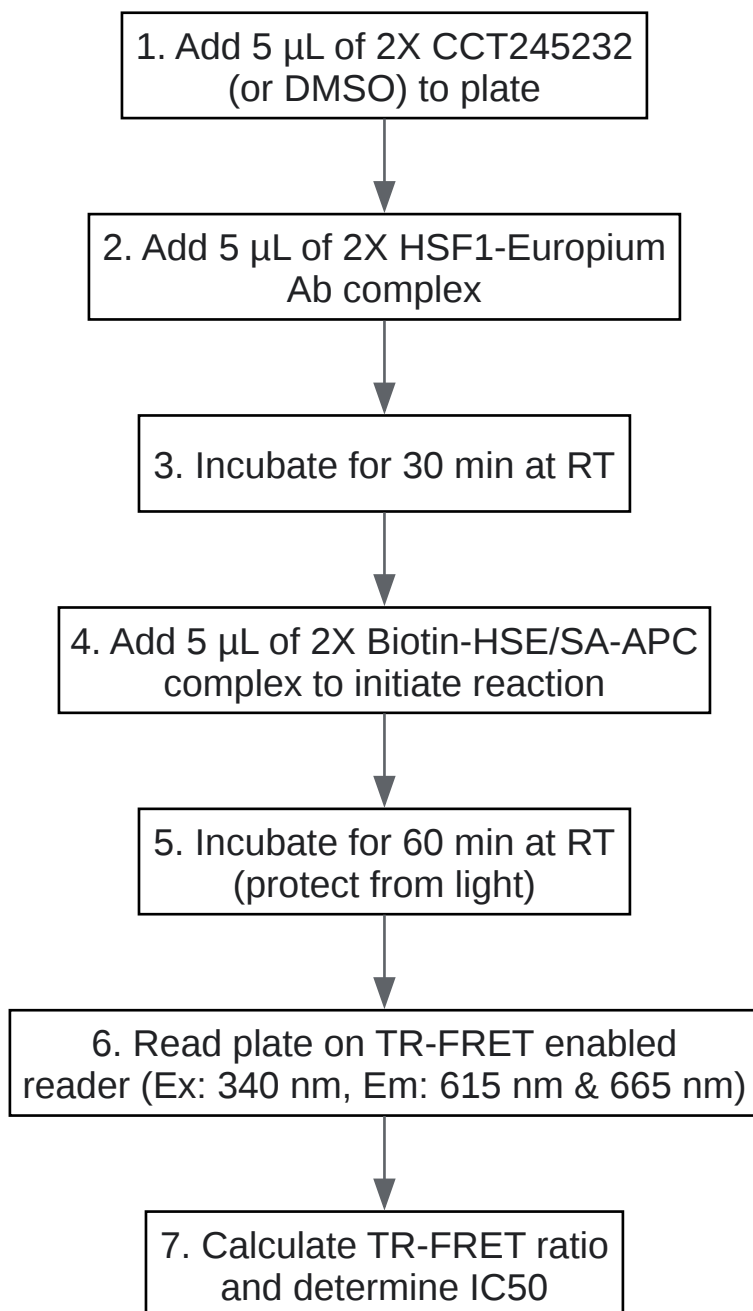 1. Add 5 µL of 2X CCT245232
(or DMSO) to plate
2. Add 5 µL of 2X HSF1-Europium
Ab complex
3. Incubate for 30 min at RT
4. Add 5 µL of 2X Biotin-HSE/SA-APC
complex to initiate reaction
5. Incubate for 60 min at RT
(protect from light)
6. Read plate on TR-FRET enabled
reader (Ex: 340 nm, Em: 615 nm & 665 nm)
7. Calculate TR-FRET ratio
and determine IC50